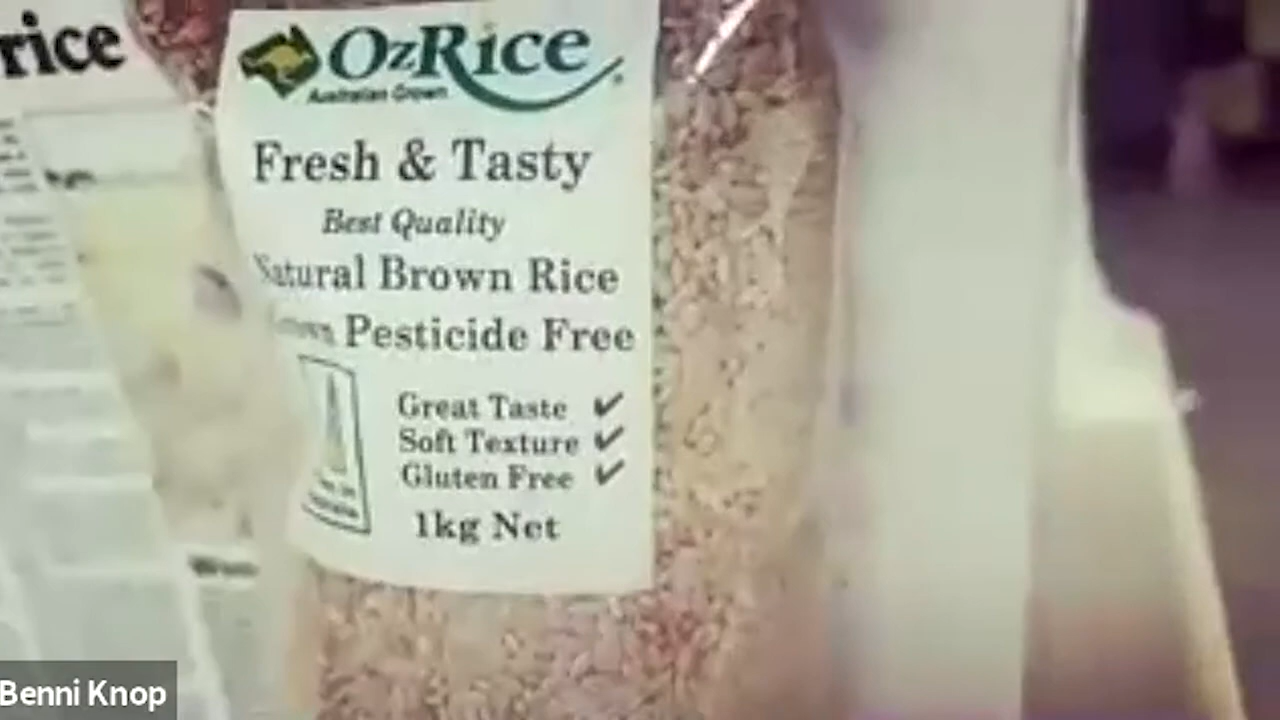 rice
OzRice
Australian Grown
Fresh & Tasty
Best Quality
Natural Brown Rice
Pesticide Free
Great Taste ✔
Soft Texture ✔
Gluten Free ✔
1kg Net
Benni Knop